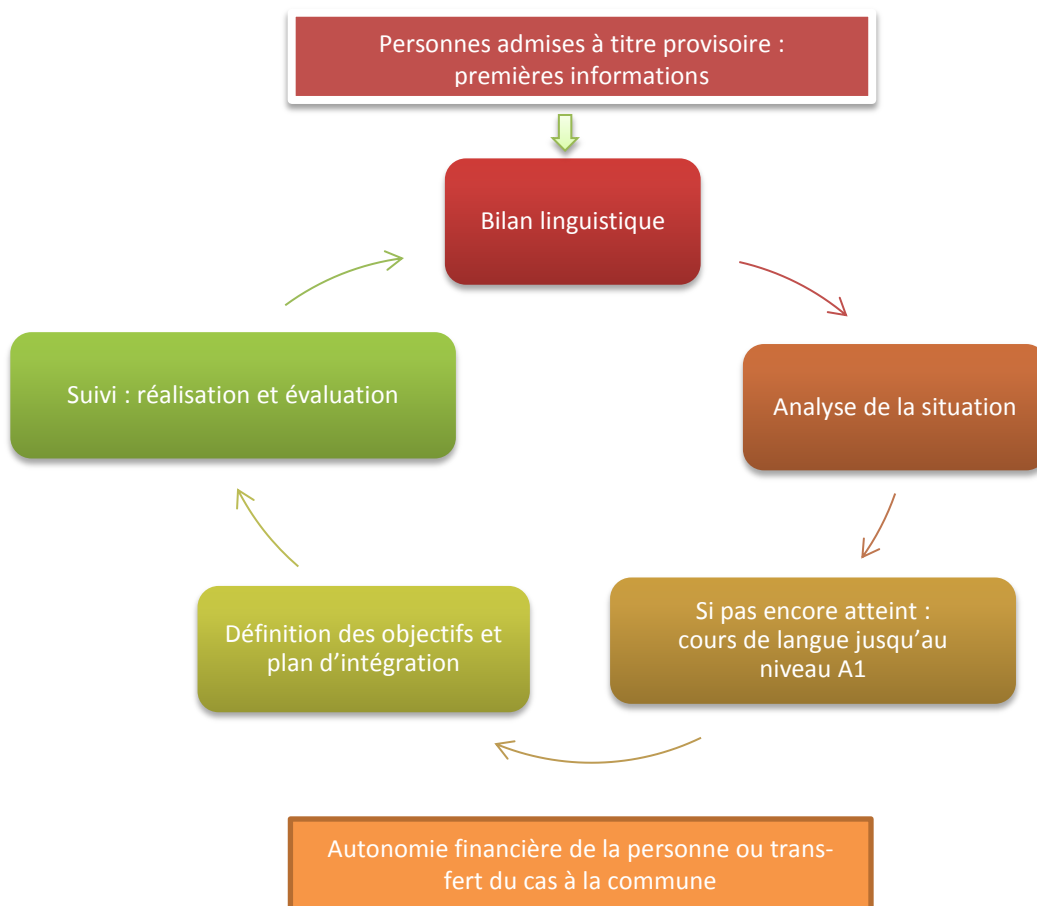 Personnes admises à titre provisoire :
premières informations
Bilan linguistique
Analyse de la situation
Si pas encore atteint :
cours de langue jusqu’au
niveau A1
Définition des objectifs et
plan d’intégration
Suivi : réalisation et évaluation
Autonomie financière de la personne ou trans-
fert du cas à la commune